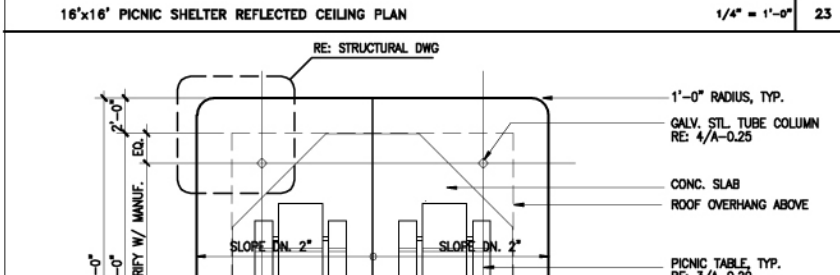 16'x16' PICNIC SHELTER REFLECTED CEILING PLAN
1/4" = 1'-0"
23
RE: STRUCTURAL DWG
1'-0" RADIUS, TYP.
GALV. STL. TUBE COLUMN
RE: 4/A-0.25
CONC. SLAB
ROOF OVERHANG ABOVE
PICNIC TABLE, TYP.
2'-0"
EQ.
W/ MANUF.
SLOPE DN. 2"
SLOPE DN. 2"